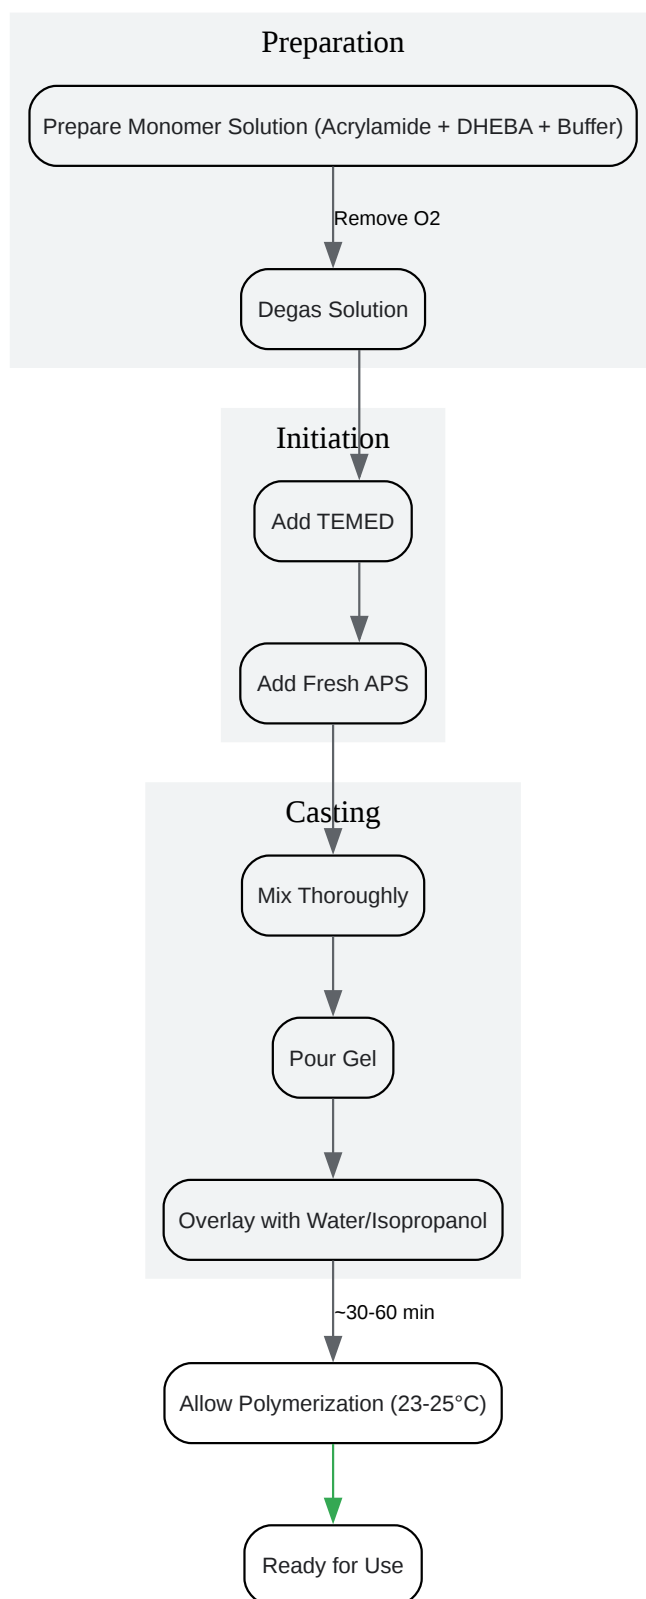 Preparation
Prepare Monomer Solution (Acrylamide + DHEBA + Buffer)
Remove O2
Degas Solution
Initiation
Add TEMED
Add Fresh APS
Casting
Mix Thoroughly
Pour Gel
Overlay with Water/Isopropanol
~30-60 min
Allow Polymerization (23-25°C)
Ready for Use